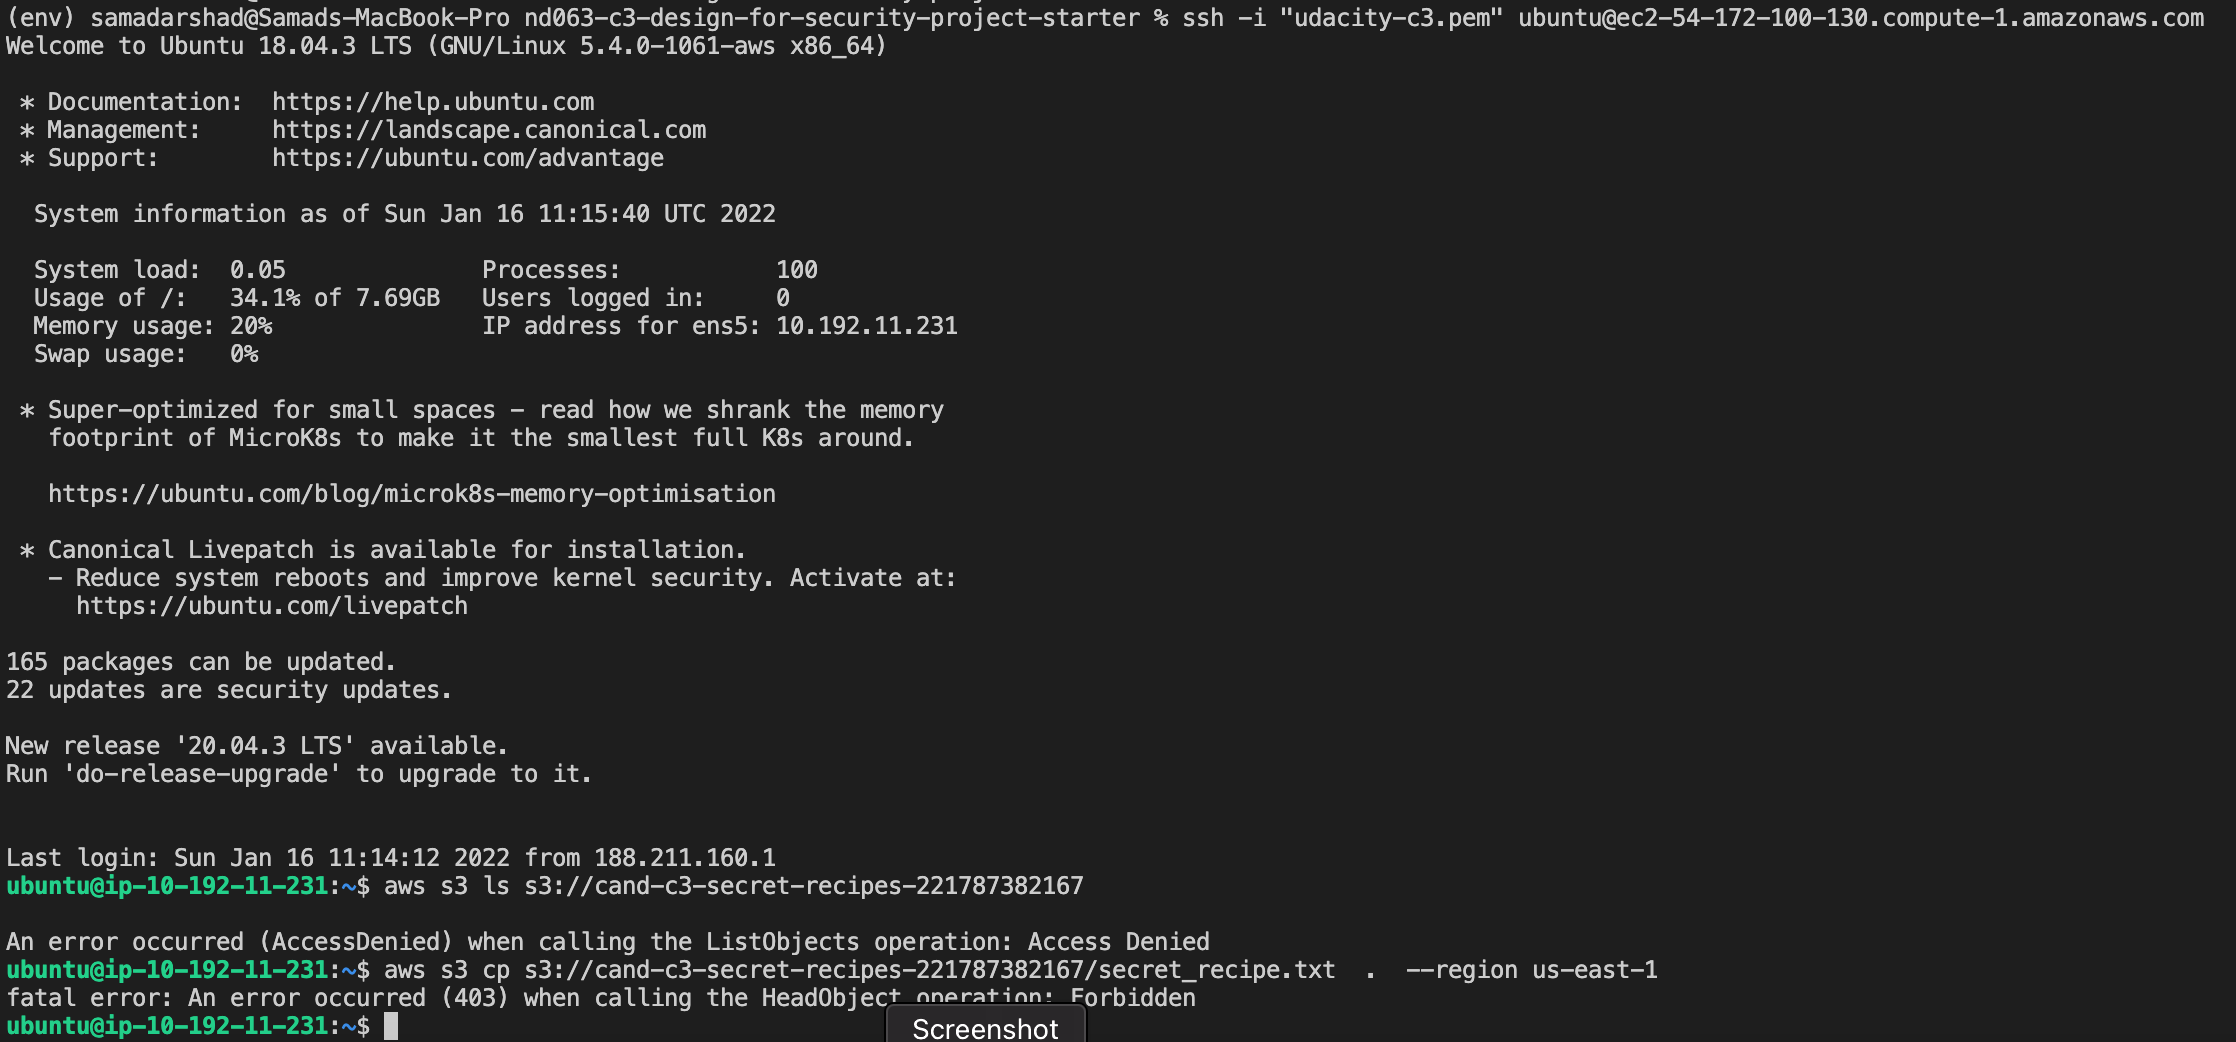 (env) samadarshad@Samads-MacBook-Pro nd063-c3-design-for-security-project-starter % ssh -i "udacity-c3.pem" ubuntu@ec2-54-172-100-130.compute-1.amazonaws.com
Welcome to Ubuntu 18.04.3 LTS (GNU/Linux 5.4.0-1061-aws x86_64)
* Documentation:  https://help.ubuntu.com
* Management:     https://landscape.canonical.com
* Support:        https://ubuntu.com/advantage
System information as of Sun Jan 16 11:15:40 UTC 2022
System load:  0.05              Processes:           100
Usage of /:   34.1% of 7.69GB   Users logged in:     0
Memory usage: 20%               IP address for ens5: 10.192.11.231
Swap usage:   0%
* Super-optimized for small spaces - read how we shrank the memory
footprint of MicroK8s to make it the smallest full K8s around.
https://ubuntu.com/blog/microk8s-memory-optimisation
* Canonical Livepatch is available for installation.
- Reduce system reboots and improve kernel security. Activate at:
https://ubuntu.com/livepatch
165 packages can be updated.
22 updates are security updates.
New release '20.04.3 LTS' available.
Run 'do-release-upgrade' to upgrade to it.
Last login: Sun Jan 16 11:14:12 2022 from 188.211.160.1
ubuntu@ip-10-192-11-231:~$ aws s3 ls s3://cand-c3-secret-recipes-221787382167
An error occurred (AccessDenied) when calling the ListObjects operation: Access Denied
ubuntu@ip-10-192-11-231:~$ aws s3 cp s3://cand-c3-secret-recipes-221787382167/secret_recipe.txt  .  --region us-east-1
fatal error: An error occurred (403) when calling the HeadObject operation: Forbidden
ubuntu@ip-10-192-11-231:~$
Screenshot